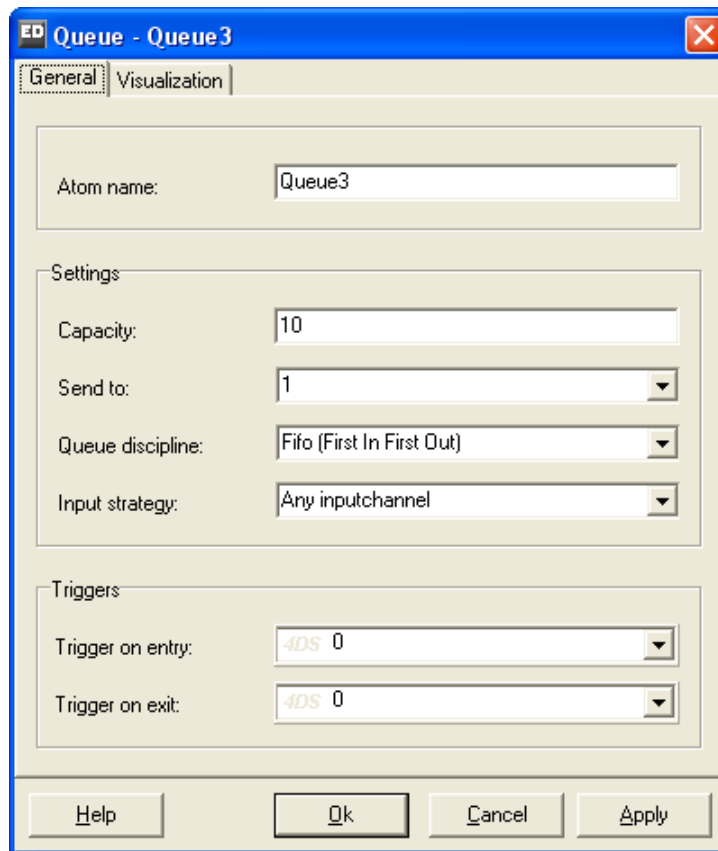 ED Queue - Queue3
General Visualization
Atom name: Queue3
Settings
Capacity: 10
Send to: 1
Queue discipline: Fifo (First In First Out)
Input strategy: Any inputchannel
Triggers
Trigger on entry: 4DS 0
Trigger on exit: 4DS 0
Help Ok Cancel Apply